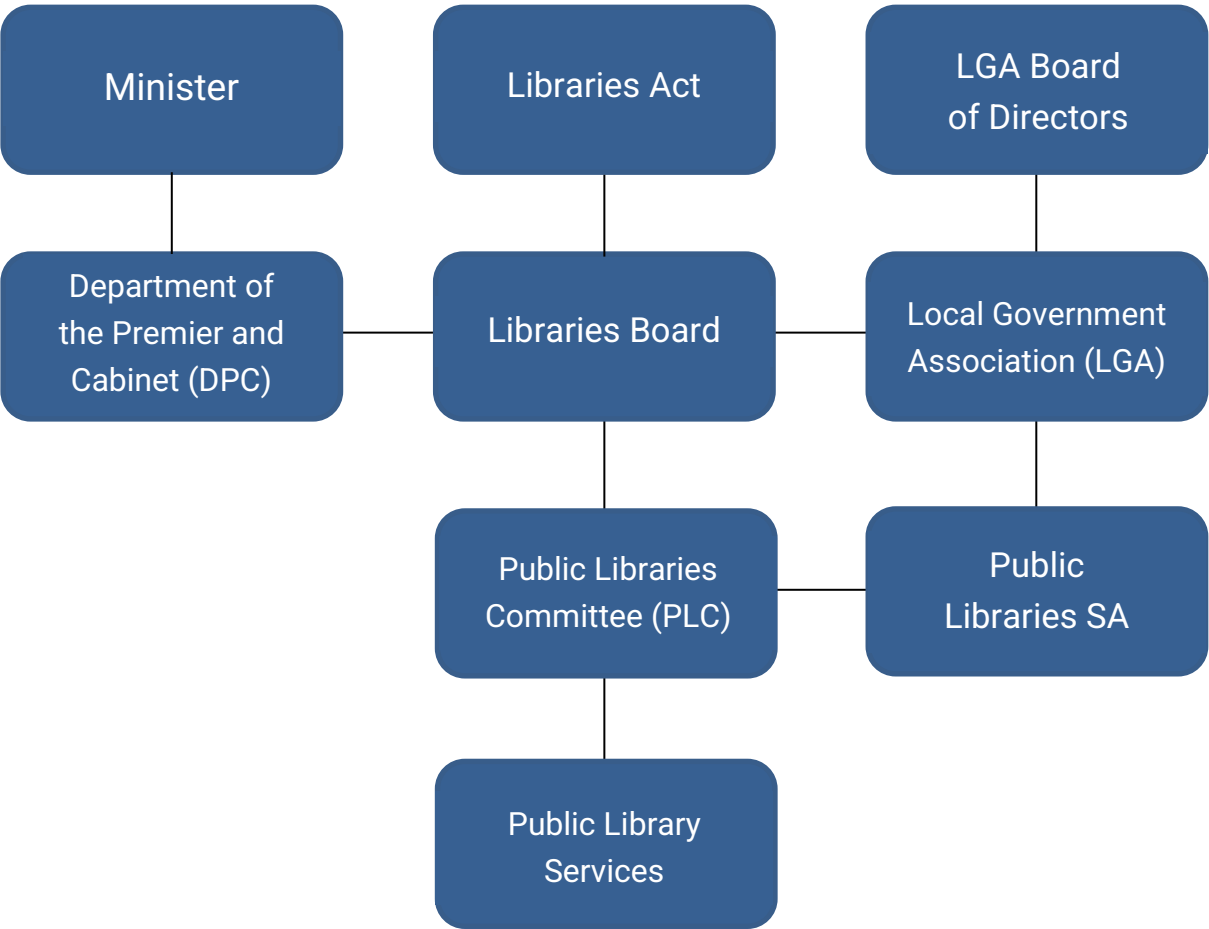 Minister
Libraries Act
LGA Board
of Directors
Department of
the Premier and
Cabinet (DPC)
Libraries Board
Local Government
Association (LGA)
Public Libraries
Committee (PLC)
Public
Libraries SA
Public Library
Services